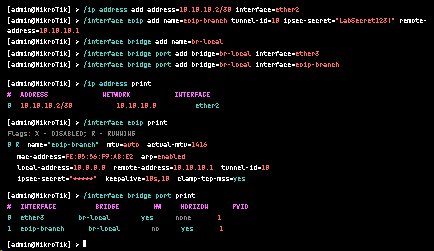 [admin@MikroTik] > /ip address add address=10.10.10.2/30 interface=ether2
[admin@MikroTik] > /interface eoip add name=eoip-branch tunnel-id=10 ipsec-secret="LabSecret123!" remote-
address=10.10.10.1
[admin@MikroTik] > /interface bridge add name=br-local
[admin@MikroTik] > /interface bridge port add bridge=br-local interface=ether3
[admin@MikroTik] > /interface bridge port add bridge=br-local interface=eoip-branch
[admin@MikroTik] > /ip address print
# ADDRESS NETWORK INTERFACE
0 10.10.10.2/30 10.10.10.0 ether2
[admin@MikroTik] > /interface eoip print
Flags: X - DISABLED; R - RUNNING
0 R name="eoip-branch" mtu=auto actual-mtu=1416
mac-address=FE:05:56:F9:A8:E2 arp=enabled
local-address=10.0.0.0 remote-address=10.10.10.1 tunnel-id=10
ipsec-secret="*****" keepalive=10s,10 clamp-tcp-mss=yes
[admin@MikroTik] > /interface bridge port print
# INTERFACE BRIDGE HW HORIZON PVID
0 ether3 br-local yes none 1
1 eoip-branch br-local no yes 1
[admin@MikroTik] >